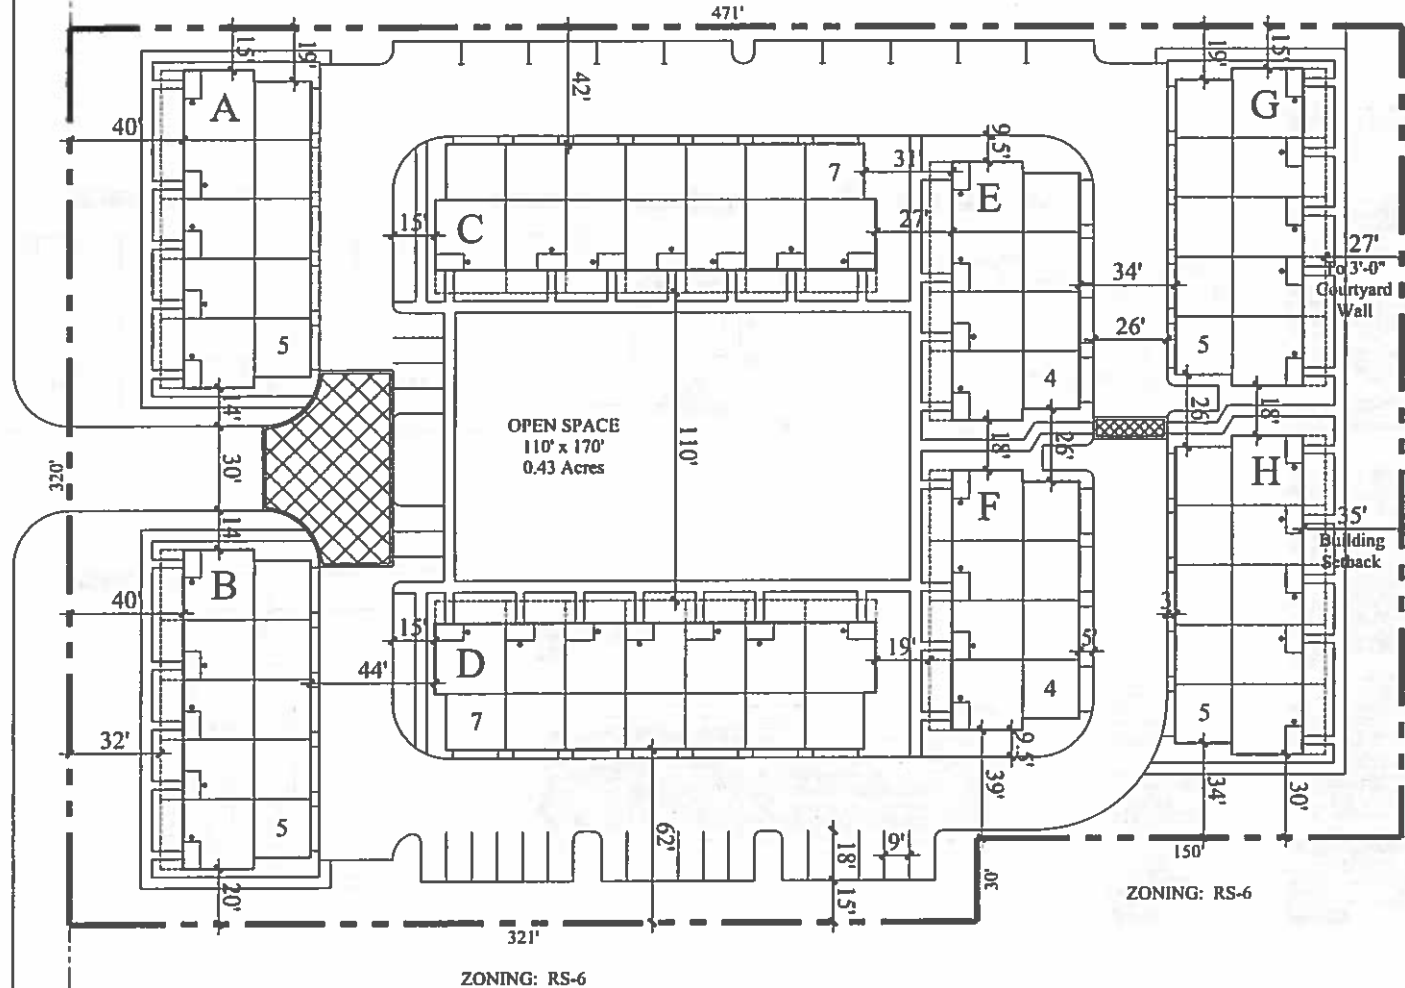 471'
15'
19'
42'
19'
15'
A
40'
5
14'
7
31'
C
15'
27'
9.5'
E
4
34'
26'
G
5
27'
To 3'-0"
Courtyard
Wall
320'
30'
OPEN SPACE
110' x 170'
0.43 Acres
110'
18'
26'
26'
18'
14'
B
40'
32'
5
20'
44'
15'
D
7
19'
F
4
5'
9.5'
39'
H
35'
Building
Setback
3'
5
34'
30'
62'
18'
9'
15'
30'
150'
321'
ZONING: RS-6
ZONING: RS-6